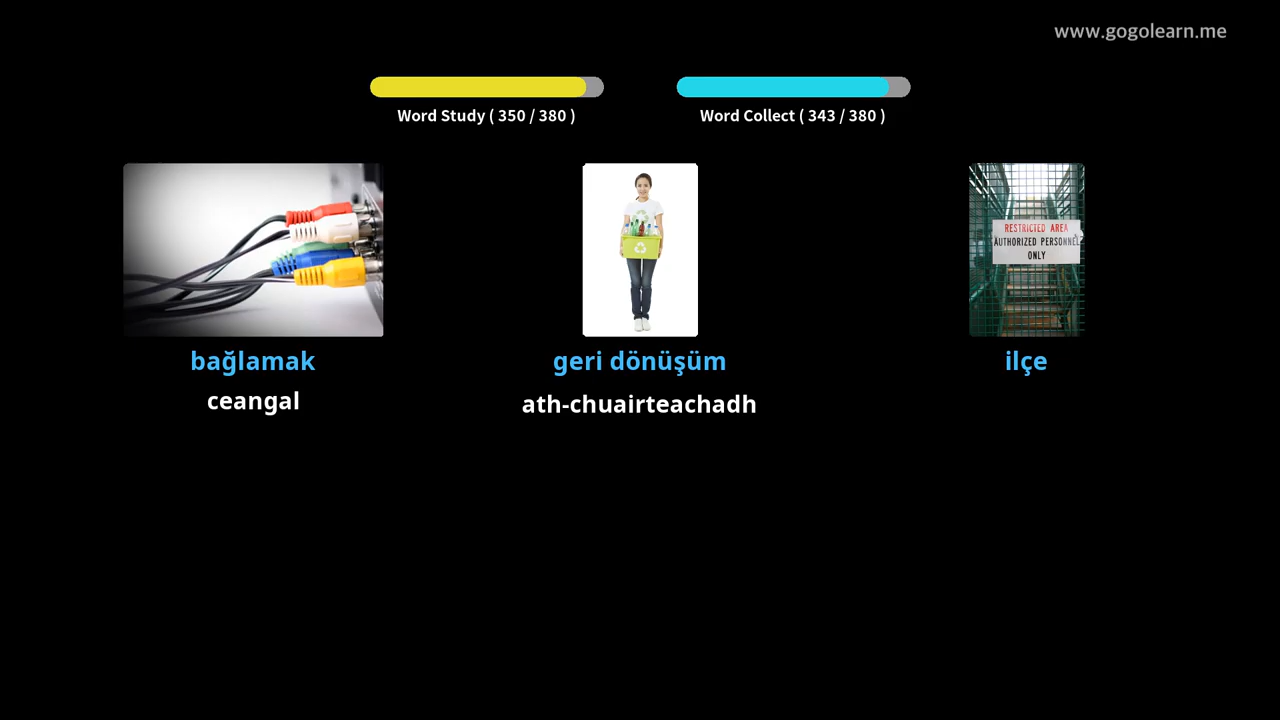 www.gogolearn.me
Word Study ( 350 / 380 )
Word Collect ( 343 / 380 )
RESTRICTED AREA
AUTHORIZED PERSONNEL
ONLY
bağlamak
geri dönüşüm
ilçe
ceangal
ath-chuairteachadh